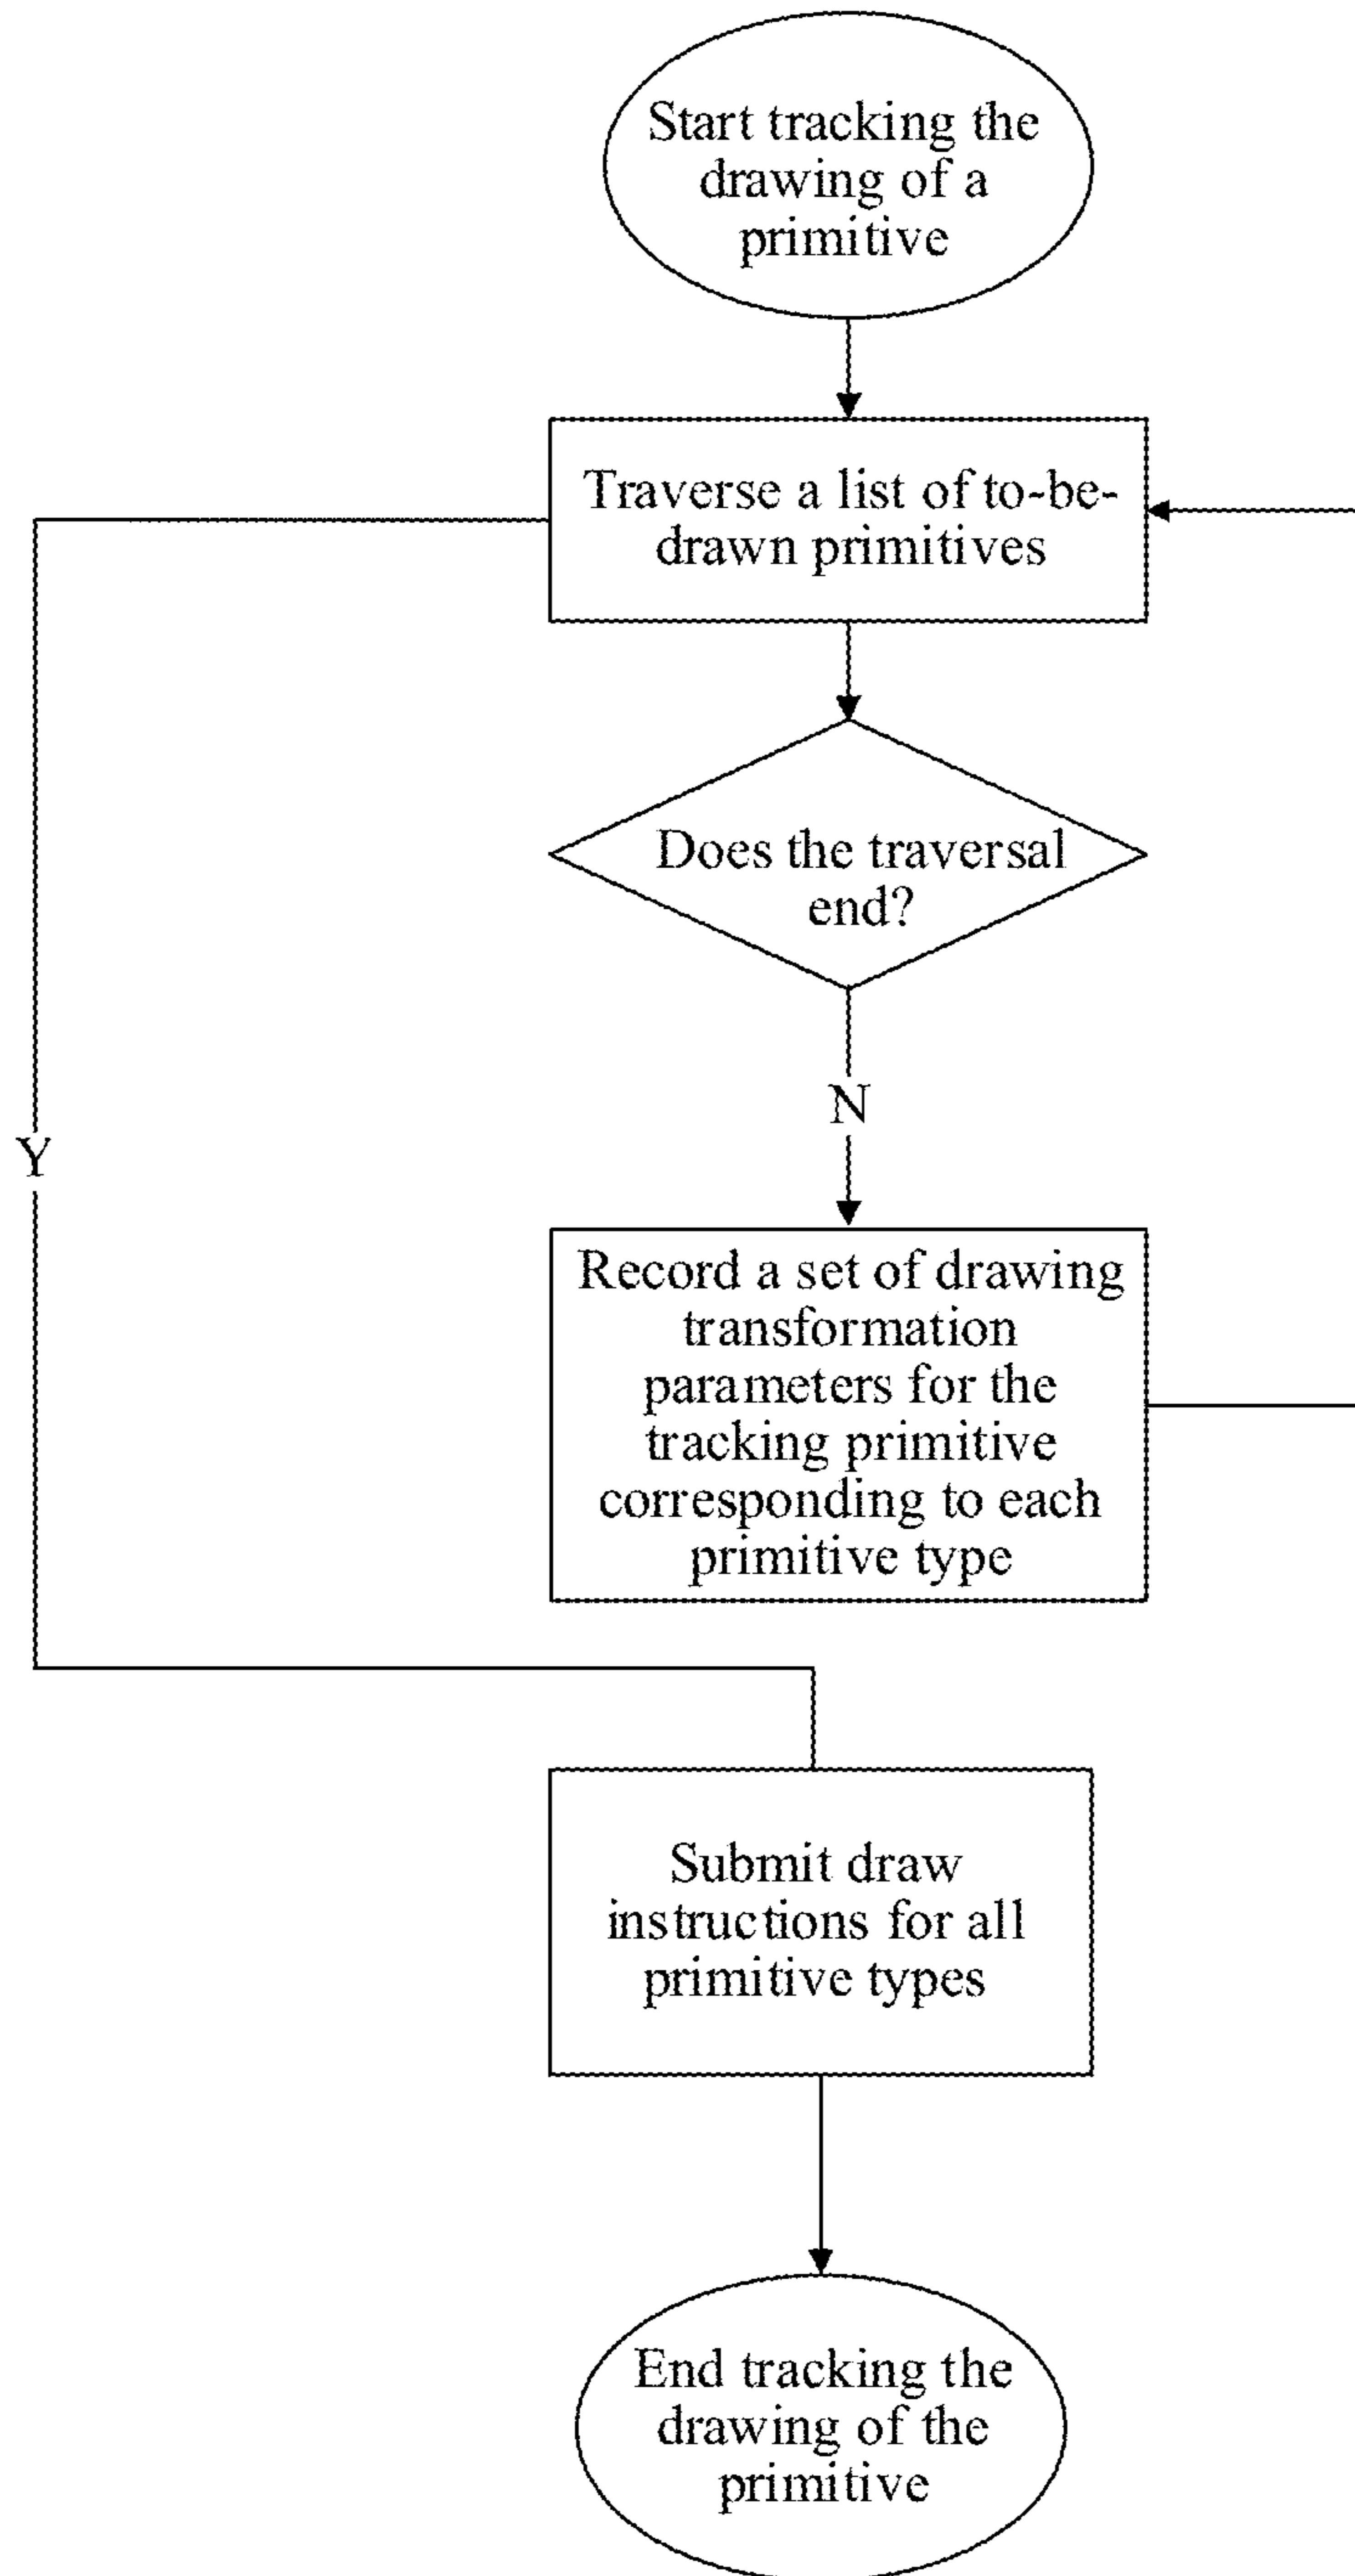 Start tracking the
drawing of a
primitive
Traverse a list of to-be-
drawn primitives
Does the traversal
end?
N
Y
Record a set of drawing
transformation
parameters for the
tracking primitive
corresponding to each
primitive type
Submit draw
instructions for all
primitive types
End tracking the
drawing of the
primitive